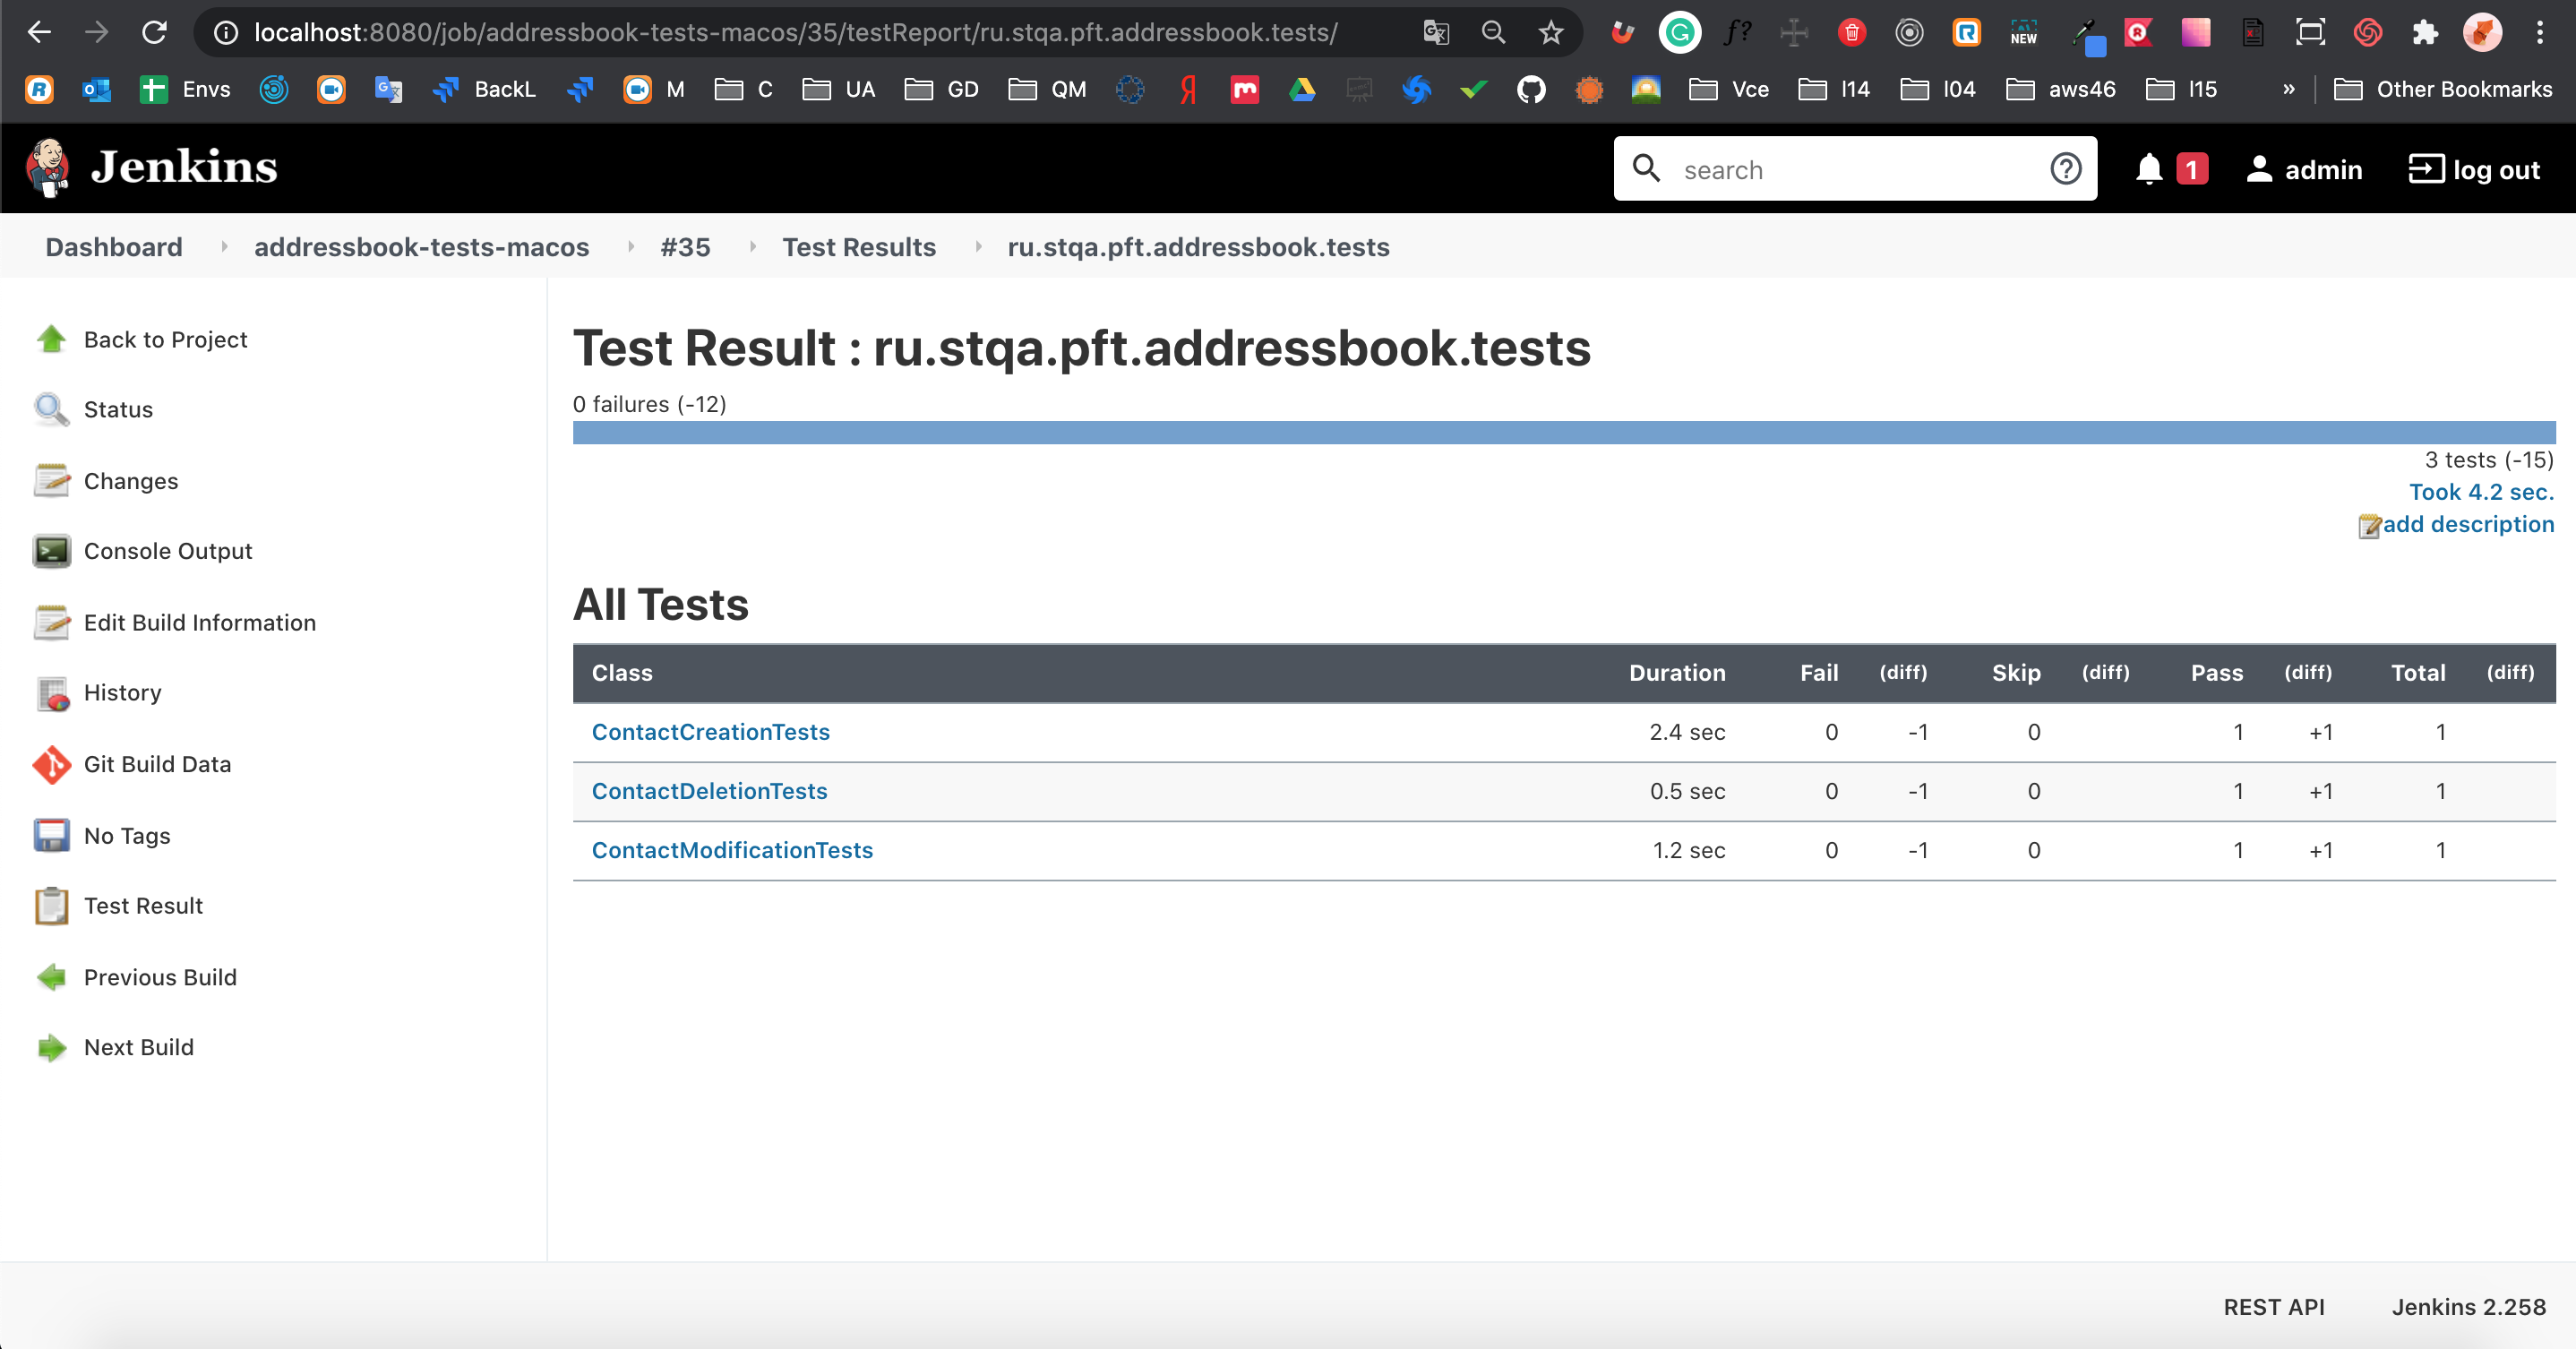 localhost:8080/job/addressbook-tests-macos/35/testReport/ru.stqa.pft.addressbook.tests/
Envs BackL M C UA GD QM Я Vce I14 I04 aws46 I15 » Other Bookmarks
Jenkins
search
1
admin
log out
Dashboard
addressbook-tests-macos
#35
Test Results
ru.stqa.pft.addressbook.tests
Back to Project
Status
Changes
Console Output
Edit Build Information
History
Git Build Data
No Tags
Test Result
Previous Build
Next Build
Test Result : ru.stqa.pft.addressbook.tests
0 failures (-12)
3 tests (-15)
Took 4.2 sec.
add description
All Tests
Class Duration Fail (diff) Skip (diff) Pass (diff) Total (diff)
ContactCreationTests 2.4 sec 0 -1 0 1 +1 1
ContactDeletionTests 0.5 sec 0 -1 0 1 +1 1
ContactModificationTests 1.2 sec 0 -1 0 1 +1 1
REST API
Jenkins 2.258